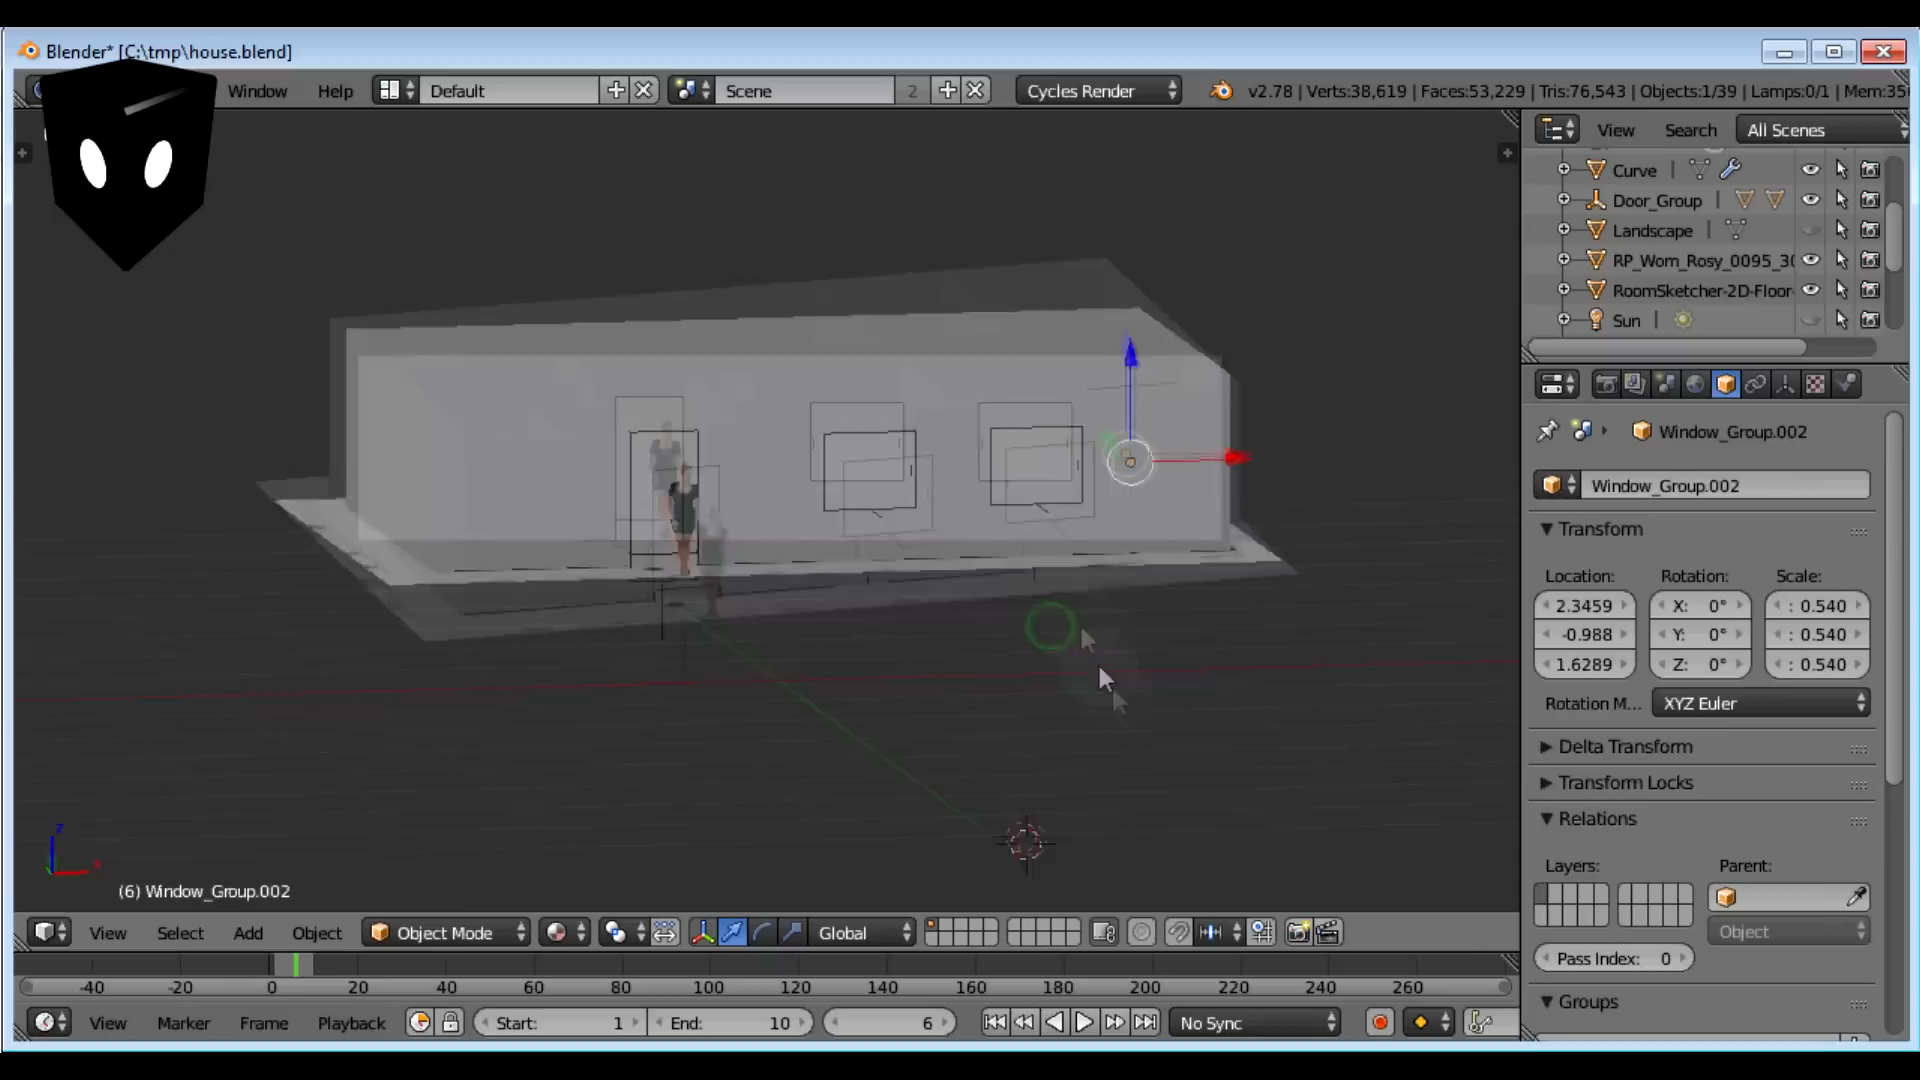 Blender* [C:\tmp\house.blend]
Window Help Default Scene 2 Cycles Render v2.78 | Verts:38,619 | Faces:53,229 | Tris:76,543 | Objects:1/39 | Lamps:0/1 | Mem:35
View Search All Scenes
Curve
Door_Group
Landscape
RP_Wom_Rosy_0095_30
RoomSketcher-2D-Floor-
Sun
Window_Group.002
Window_Group.002
Transform
Location: Rotation: Scale:
2.3459 X: 0° : 0.540
-0.988 Y: 0° : 0.540
1.6289 Z: 0° : 0.540
Rotation M... XYZ Euler
Delta Transform
Transform Locks
Relations
Layers: Parent:
Object
Pass Index: 0
Groups
z
x
(6) Window_Group.002
View Select Add Object Object Mode Global
-40 -20 0 20 40 60 80 100 120 140 160 180 200 220 240 260
View Marker Frame Playback Start: 1 End: 10 6 No Sync